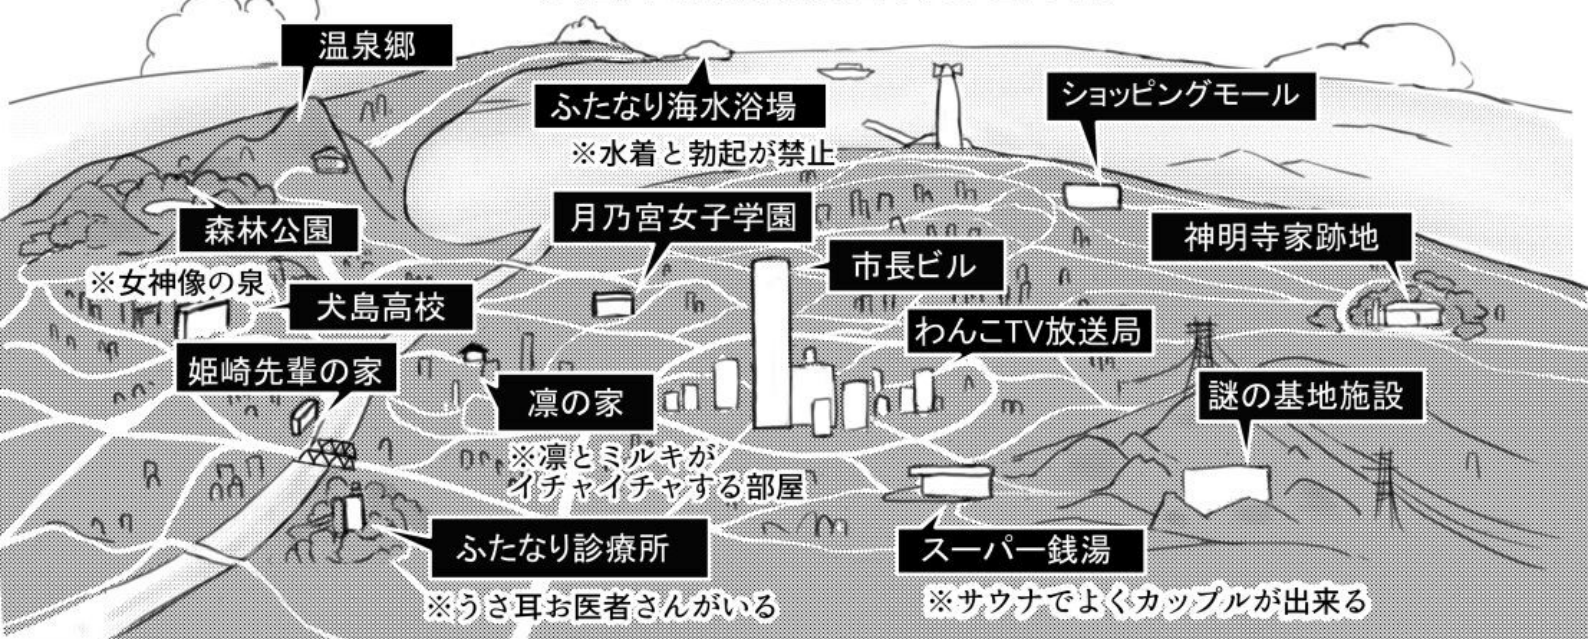 温泉郷
ふたなり海水浴場
※水着と勃起が禁止
ショッピングモール
森林公園
※女神像の泉
月乃宮女子学園
市長ビル
神明寺家跡地
犬島高校
わんこTV放送局
姫崎先輩の家
凛の家
※凛とミルキが
イチャイチャする部屋
謎の基地施設
ふたなり診療所
※うさ耳お医者さんがいる
スーパー銭湯
※サウナでよくカップルが出来る